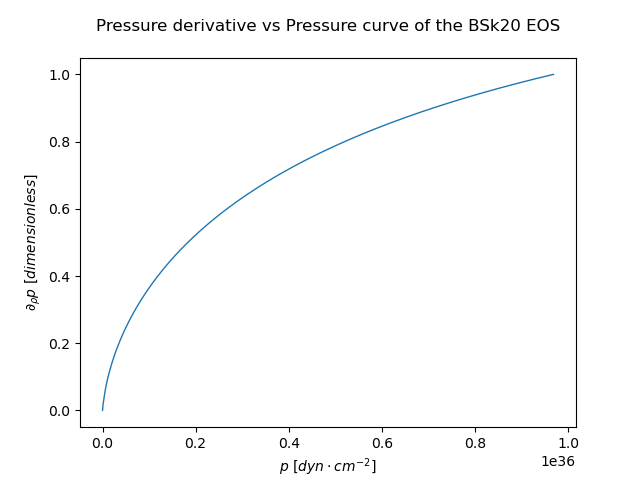 Pressure derivative vs Pressure curve of the BSk20 EOS
1.0
0.8
0.6
0.4
0.2
0.0
∂ρp [dimensionless]
0.0 0.2 0.4 0.6 0.8 1.0
1e36
p [dyn · cm⁻²]